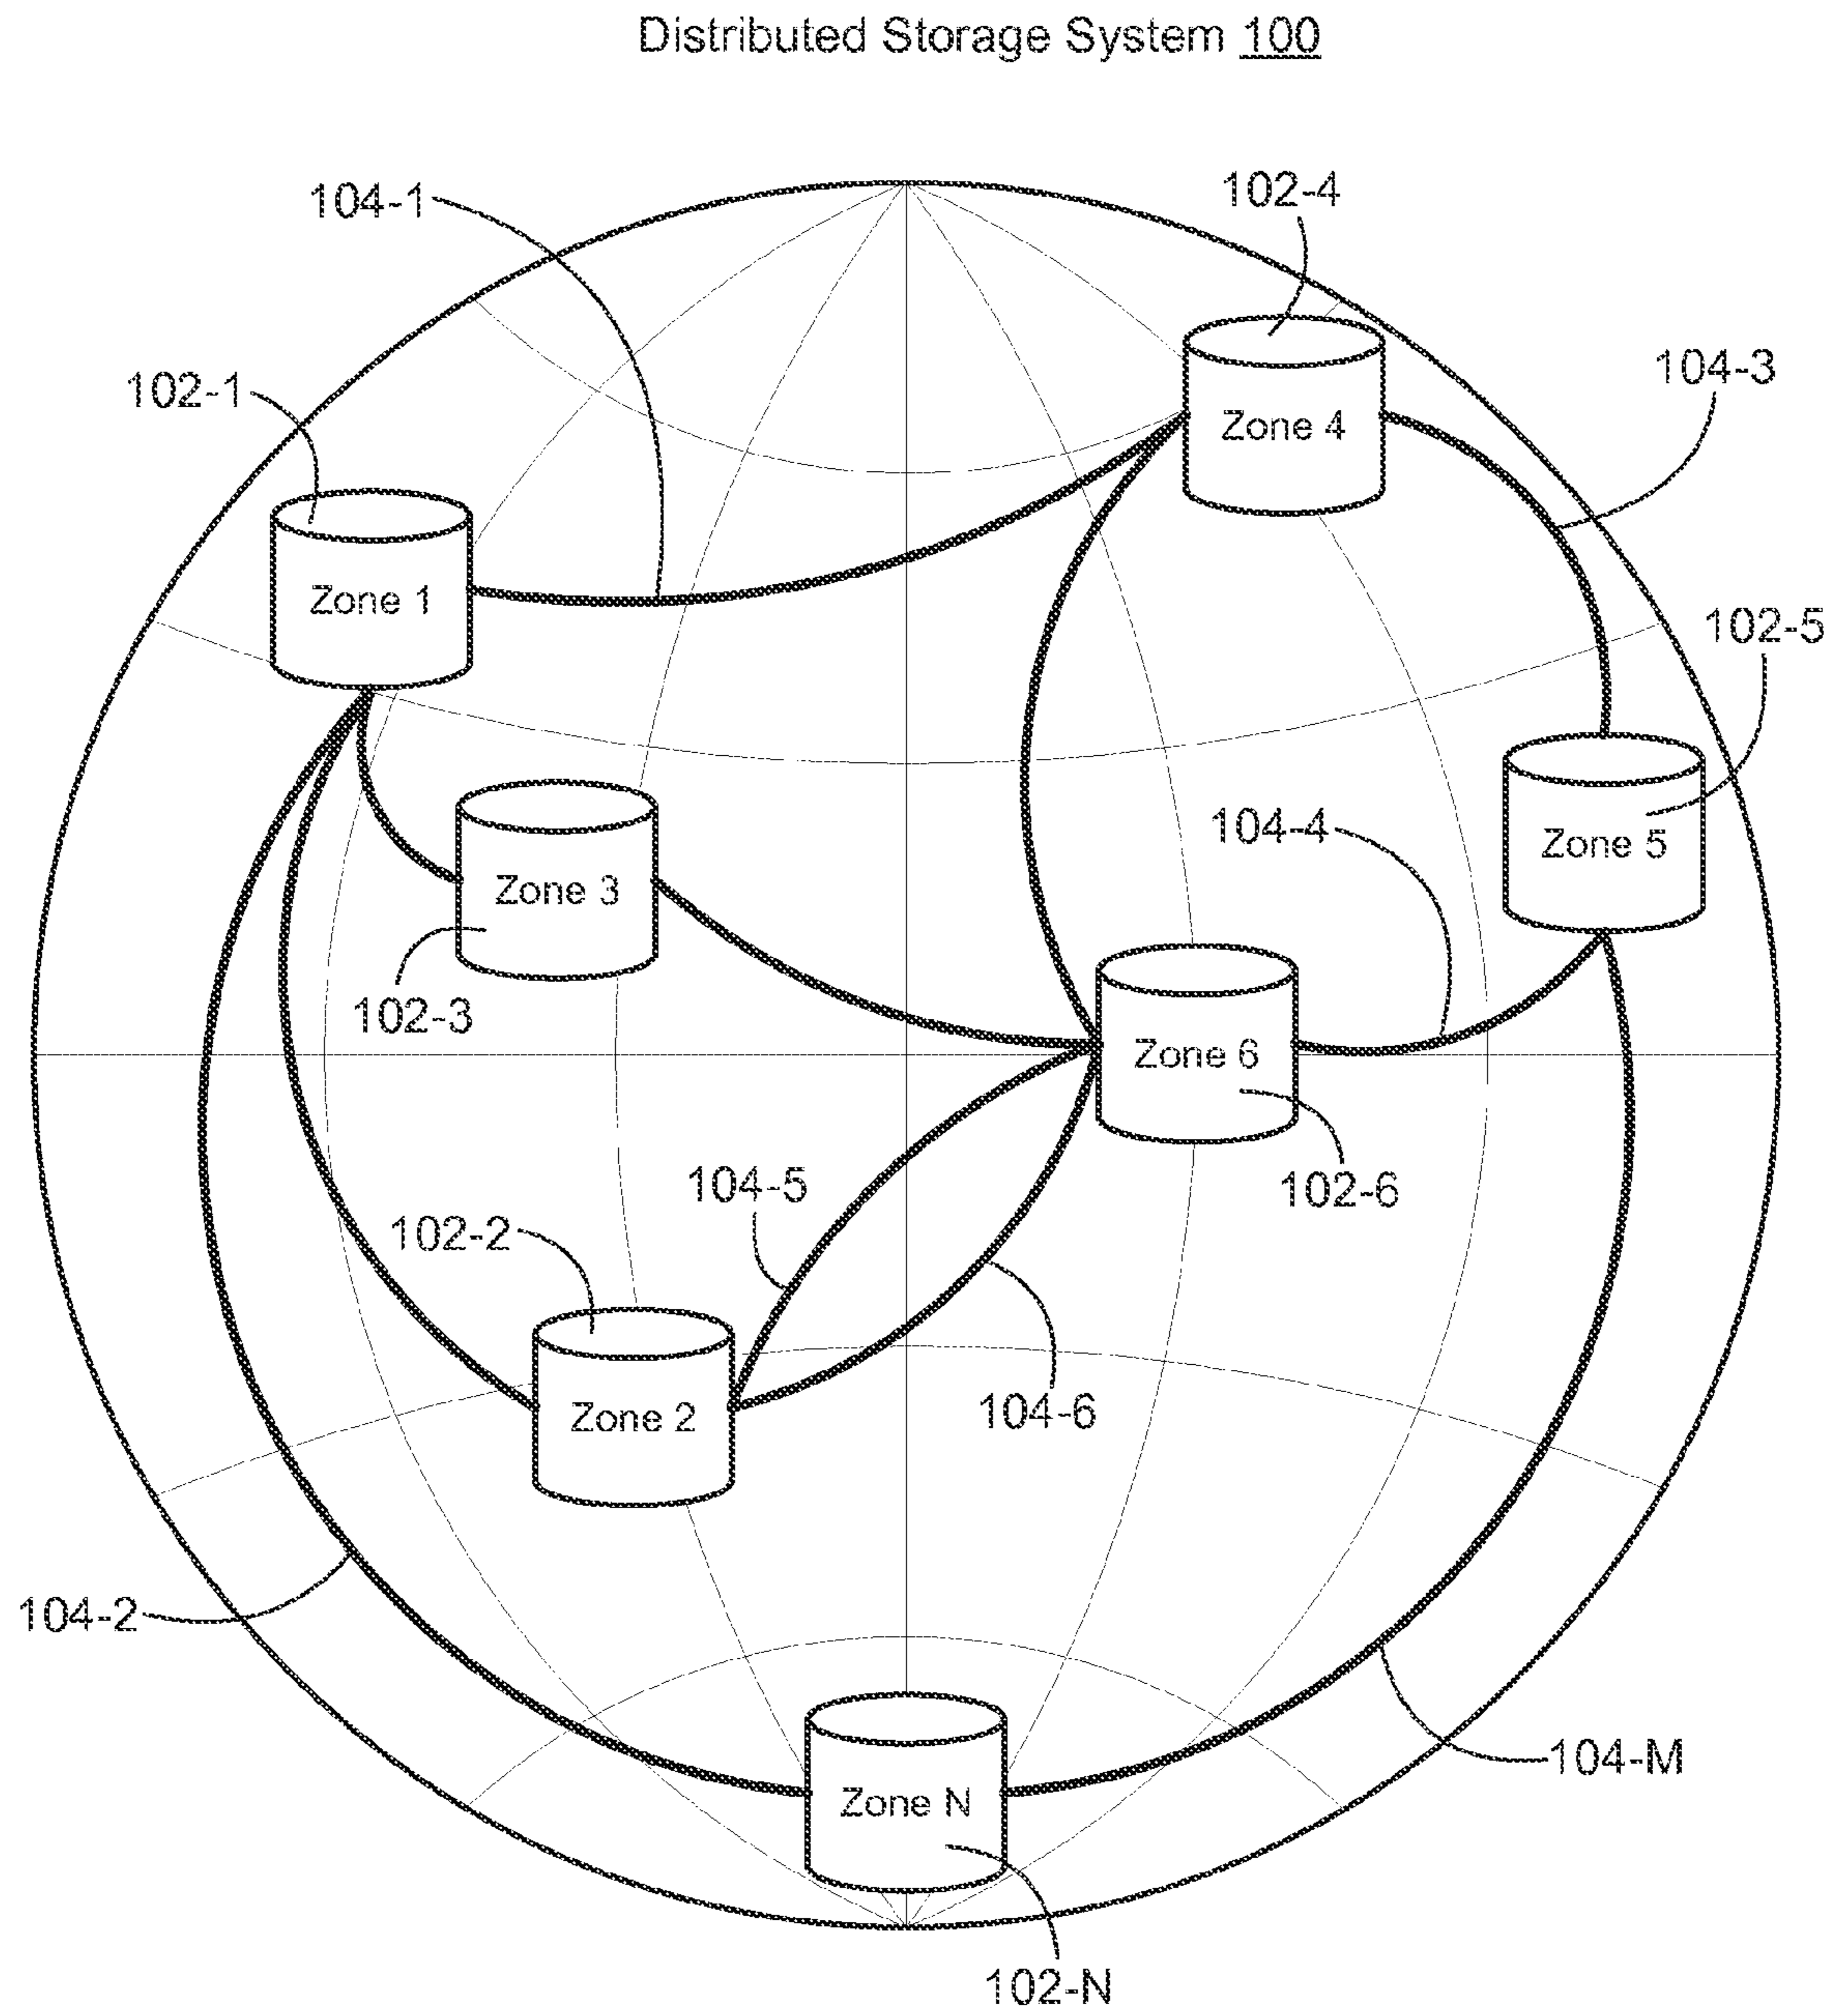 Distributed Storage System 100
104-1
102-4
102-1
104-3
Zone 4
Zone 1
102-5
104-4
Zone 5
Zone 3
102-3
Zone 6
104-5
102-6
102-2
104-6
Zone 2
104-2
104-M
Zone N
102-N